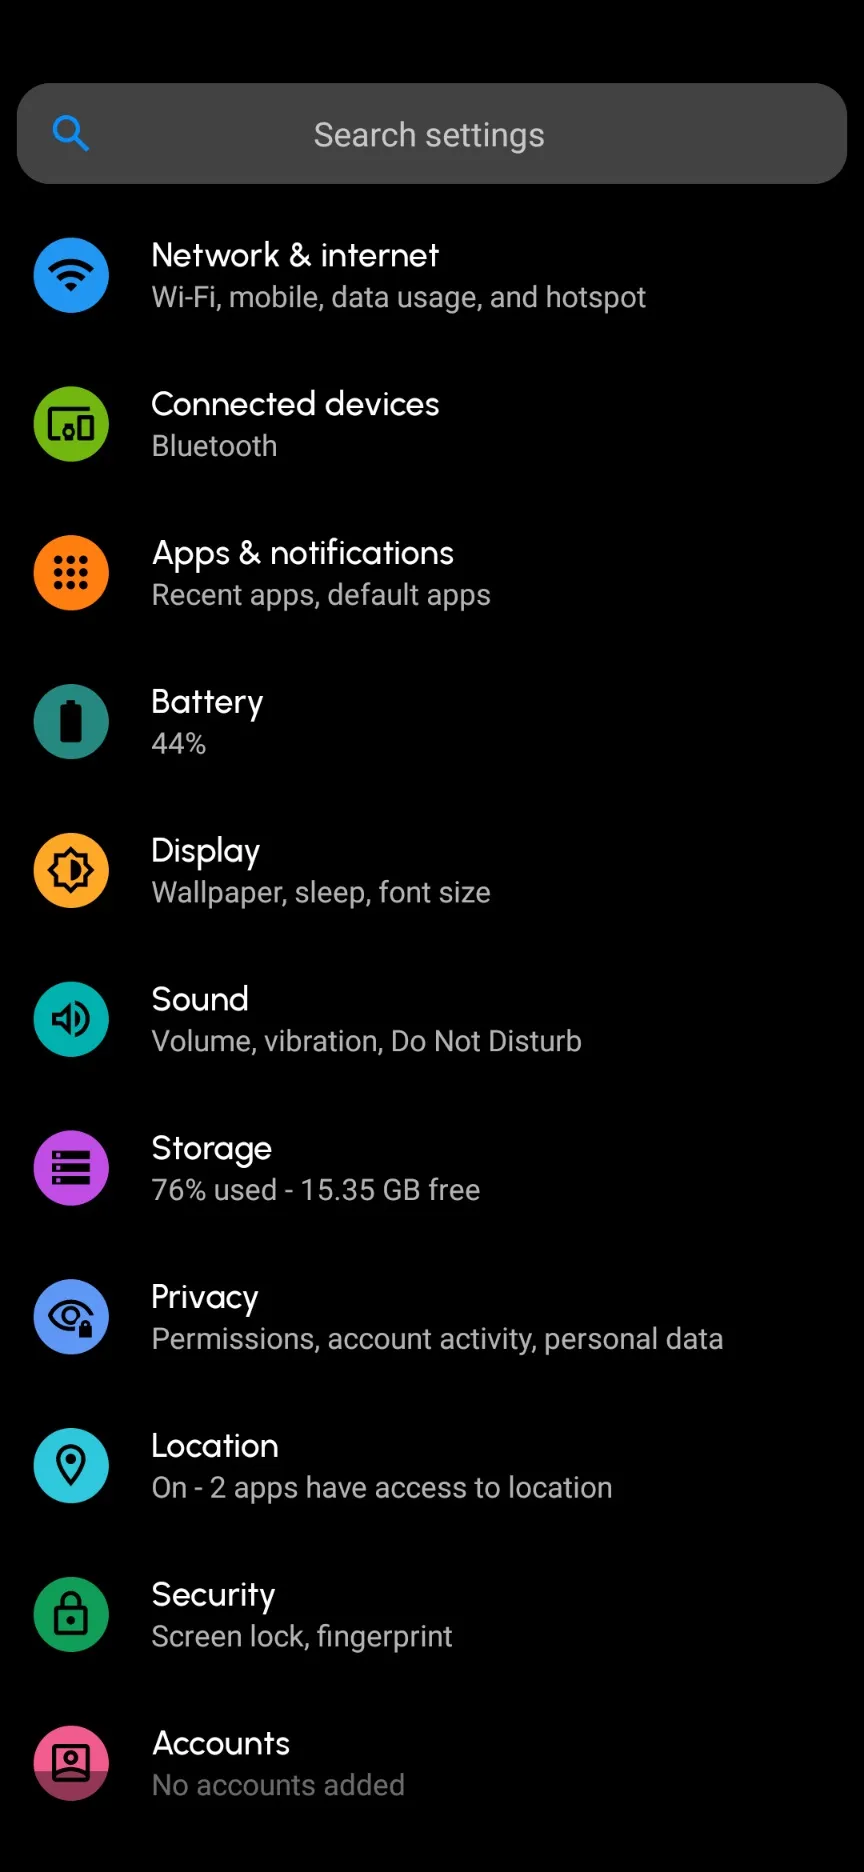 Search settings
Network & internet
Wi-Fi, mobile, data usage, and hotspot
Connected devices
Bluetooth
Apps & notifications
Recent apps, default apps
Battery
44%
Display
Wallpaper, sleep, font size
Sound
Volume, vibration, Do Not Disturb
Storage
76% used - 15.35 GB free
Privacy
Permissions, account activity, personal data
Location
On - 2 apps have access to location
Security
Screen lock, fingerprint
Accounts
No accounts added